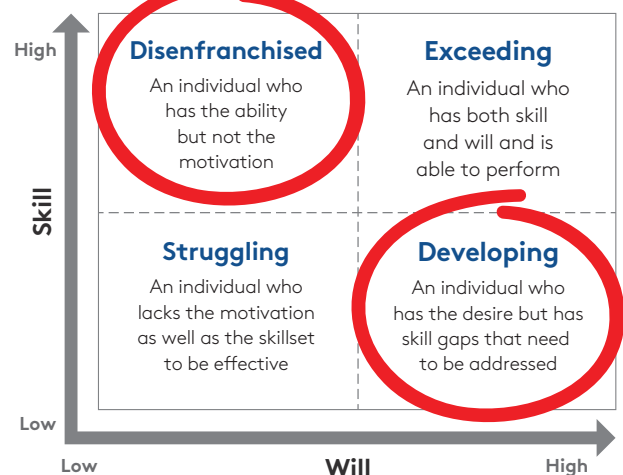 High
Disenfranchised
An individual who
has the ability
but not the
motivation
Exceeding
An individual who
has both skill
and will and is
able to perform
Skill
Struggling
An individual who
lacks the motivation
as well as the skillset
to be effective
Developing
An individual who
has the desire but has
skill gaps that need
to be addressed
Low
Low
Will
High